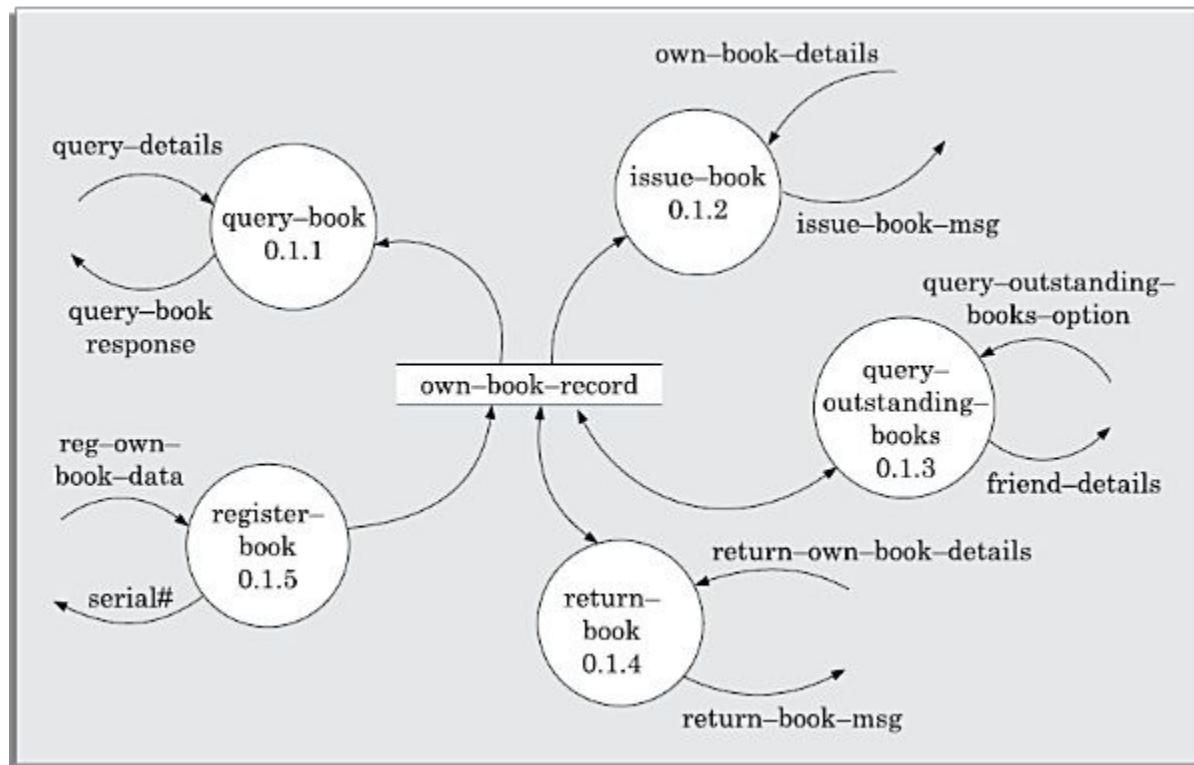 own–book–details
query–details
issue–book
0.1.2
query–book
0.1.1
issue–book–msg
query–book
response
query–outstanding–
books–option
own–book–record
query–
outstanding–
books
0.1.3
reg–own–
book–data
friend–details
register–
book
0.1.5
return–own–book–details
serial#
return–
book
0.1.4
return–book–msg